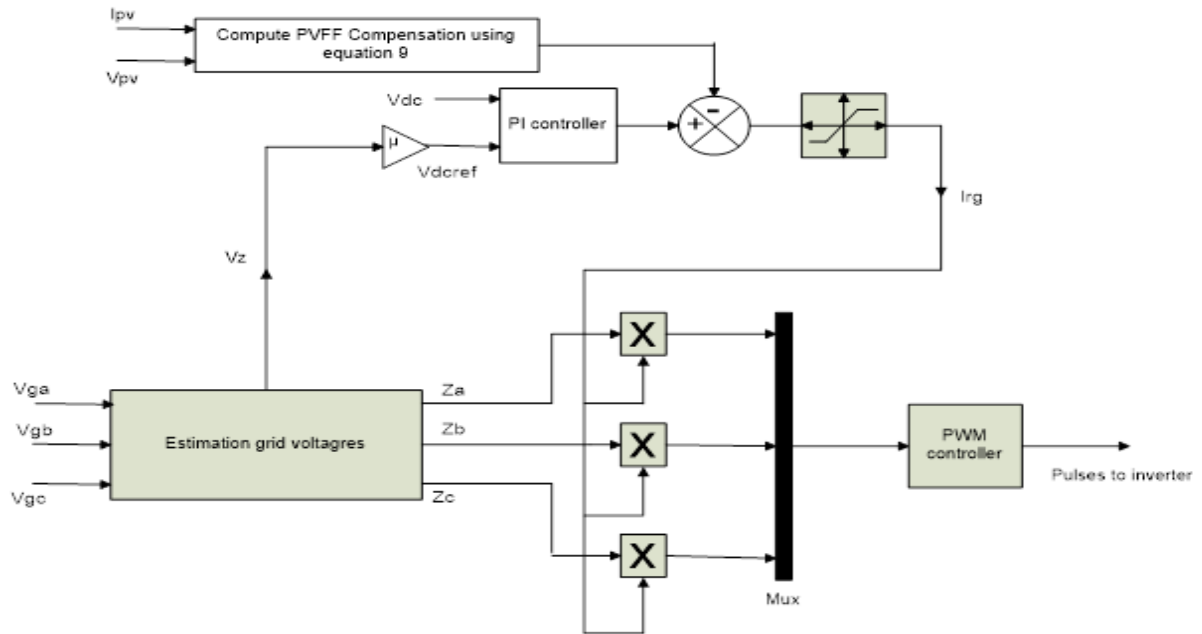 Ipv
Compute PVFF Compensation using
equation 9
Vpv
Vdc
PI controller
+
-
μ
Vdcref
Irg
Vz
X
Vga
Za
Vgb
Estimation grid voltagres
Zb
X
PWM
controller
Pulses to inverter
Vgc
Zc
X
Mux